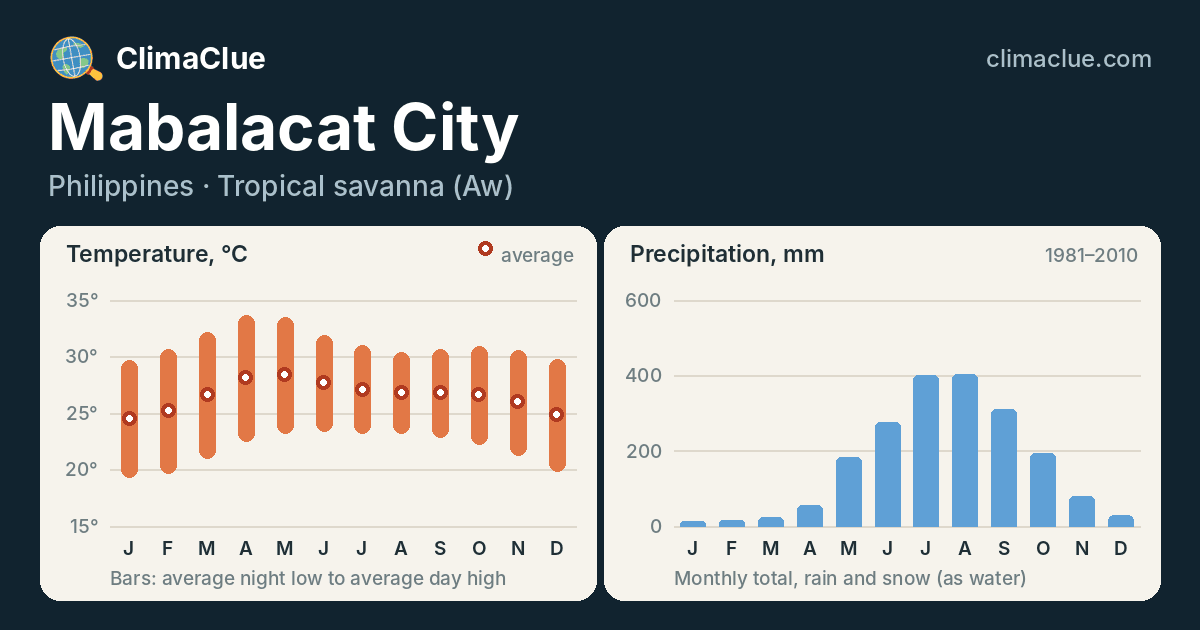 ClimaClue
climaclue.com
Mabalacat City
Philippines · Tropical savanna (Aw)
Temperature, °C
average
35°
30°
25°
20°
15°
J F M A M J J A S O N D
Bars: average night low to average day high
Precipitation, mm
1981–2010
600
400
200
0
J F M A M J J A S O N D
Monthly total, rain and snow (as water)